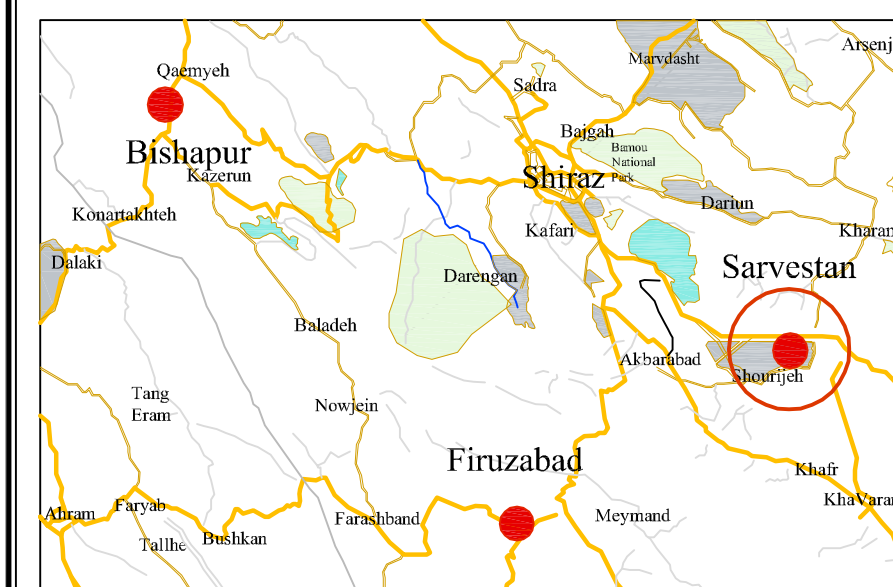 Arsenj
Marvdasht
Qaemyeh
Sadra
Bajgah
Bishapur
Bamou
National
Park
Kazerun
Shiraz
Dariun
Konartakhteh
Kafari
Kharam
Dalaki
Darengan
Sarvestan
Baladeh
Akbarabad
Shourijeh
Tang
Eram
Nowjein
Firuzabad
Khafr
KhaVaran
Faryab
Ahram
Farashband
Meymand
Bushkan
Tallhe